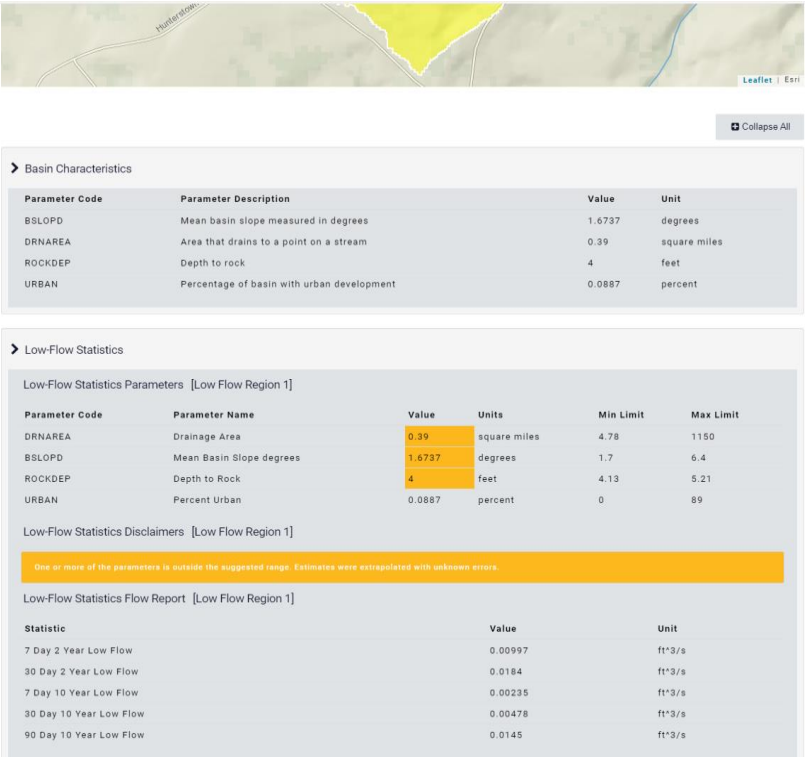 Hunterstown
Leaflet | Esri
Collapse All
Basin Characteristics
Parameter Code Parameter Description Value Unit
BSLOPD Mean basin slope measured in degrees 1.6737 degrees
DRNAREA Area that drains to a point on a stream 0.39 square miles
ROCKDEP Depth to rock 4 feet
URBAN Percentage of basin with urban development 0.0887 percent
Low-Flow Statistics
Low-Flow Statistics Parameters [Low Flow Region 1]
Parameter Code Parameter Name Value Units Min Limit Max Limit
DRNAREA Drainage Area 0.39 square miles 4.78 1150
BSLOPD Mean Basin Slope degrees 1.6737 degrees 1.7 6.4
ROCKDEP Depth to Rock 4 feet 4.13 5.21
URBAN Percent Urban 0.0887 percent 0 89
Low-Flow Statistics Disclaimers [Low Flow Region 1]
One or more of the parameters is outside the suggested range. Estimates were extrapolated with unknown errors.
Low-Flow Statistics Flow Report [Low Flow Region 1]
Statistic Value Unit
7 Day 2 Year Low Flow 0.00997 ft^3/s
30 Day 2 Year Low Flow 0.0184 ft^3/s
7 Day 10 Year Low Flow 0.00235 ft^3/s
30 Day 10 Year Low Flow 0.00478 ft^3/s
90 Day 10 Year Low Flow 0.0145 ft^3/s